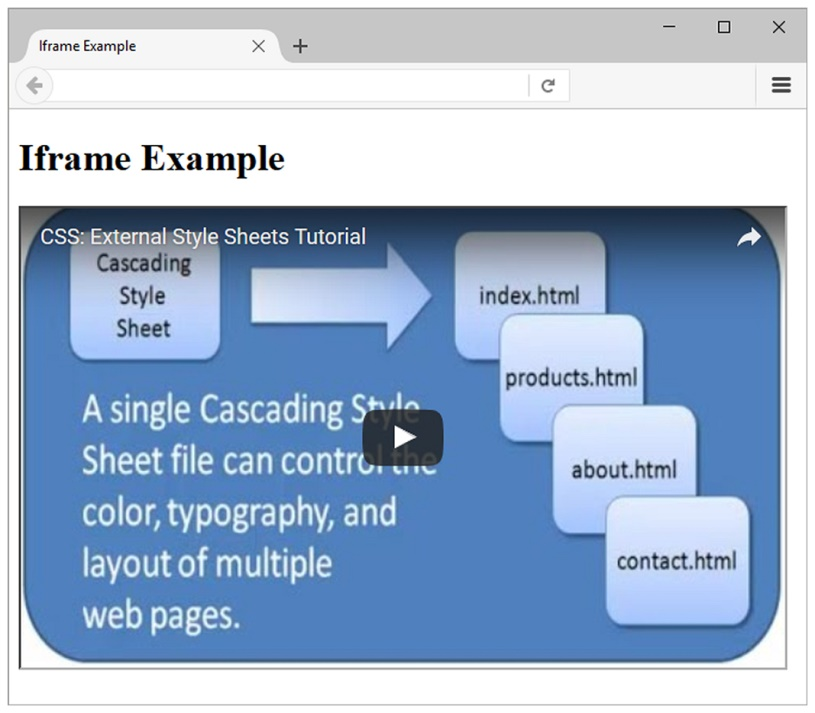 Iframe Example
Iframe Example
CSS: External Style Sheets Tutorial
Cascading
Style
Sheet
index.html
products.html
about.html
contact.html
A single Cascading Style
Sheet file can control the
color, typography, and
layout of multiple
web pages.